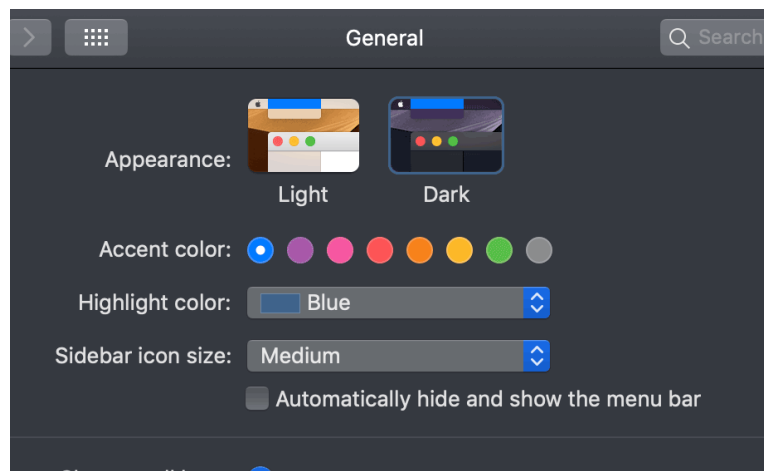 General
Search
Appearance:
Light
Dark
Accent color:
Highlight color:
Blue
Sidebar icon size:
Medium
Automatically hide and show the menu bar